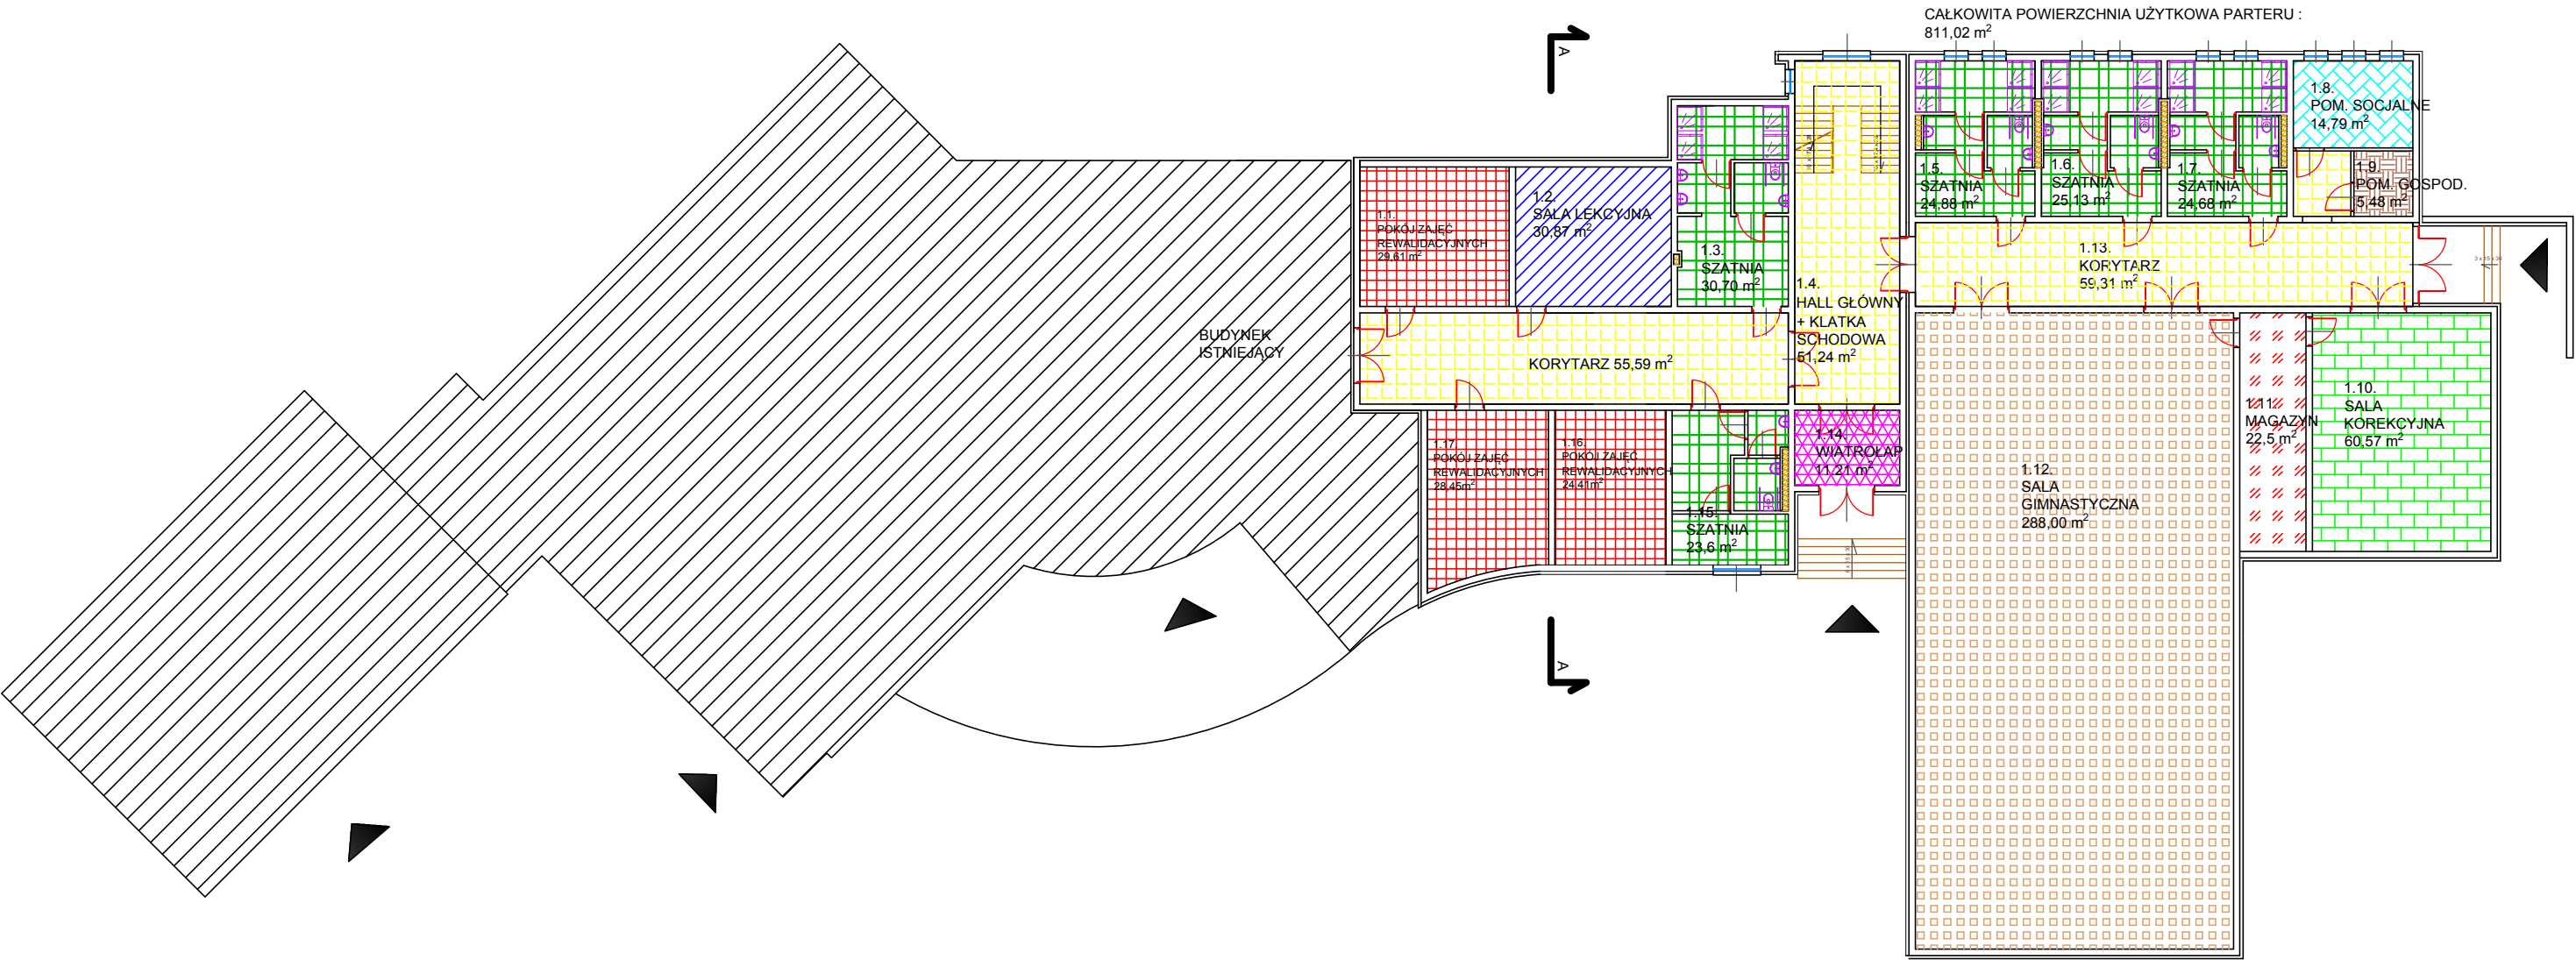 CAŁKOWITA POWIERZCHNIA UŻYTKOWA PARTERU :
811,02 m²
A
1.8.
POM. SOCJALNE
14,79 m²
1.9.
POM. GOSPOD.
5,48 m²
1.5.
SZATNIA
24,88 m²
1.6.
SZATNIA
25,13 m²
1.7.
SZATNIA
24,68 m²
1.1.
POKÓJ ZAJĘĆ
REWALIDACYJNYCH
29,61 m²
1.2.
SALA LEKCYJNA
30,87 m²
1.3.
SZATNIA
30,70 m²
1.4.
HALL GŁÓWNY
+ KLATKA
SCHODOWA
51,24 m²
1.13.
KORYTARZ
59,31 m²
BUDYNEK
ISTNIEJĄCY
KORYTARZ 55,59 m²
1.17.
POKÓJ ZAJĘĆ
REWALIDACYJNYCH
28,45m²
1.16.
POKÓJ ZAJĘĆ
REWALIDACYJNYCH
24,41m²
1.15.
SZATNIA
23,6 m²
1.14.
WIATROŁAP
11,21 m²
1.12.
SALA
GIMNASTYCZNA
288,00 m²
1.11.
MAGAZYN
22,5 m²
1.10.
SALA
KOREKCYJNA
60,57 m²
A